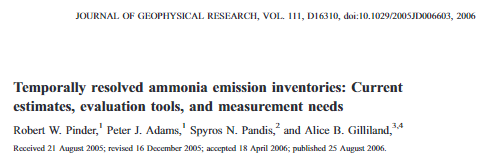 JOURNAL OF GEOPHYSICAL RESEARCH, VOL. 111, D16310, doi:10.1029/2005JD006603, 2006
Temporally resolved ammonia emission inventories: Current
estimates, evaluation tools, and measurement needs
Robert W. Pinder,¹ Peter J. Adams,¹ Spyros N. Pandis,² and Alice B. Gilliland³,⁴
Received 21 August 2005; revised 16 December 2005; accepted 18 April 2006; published 25 August 2006.